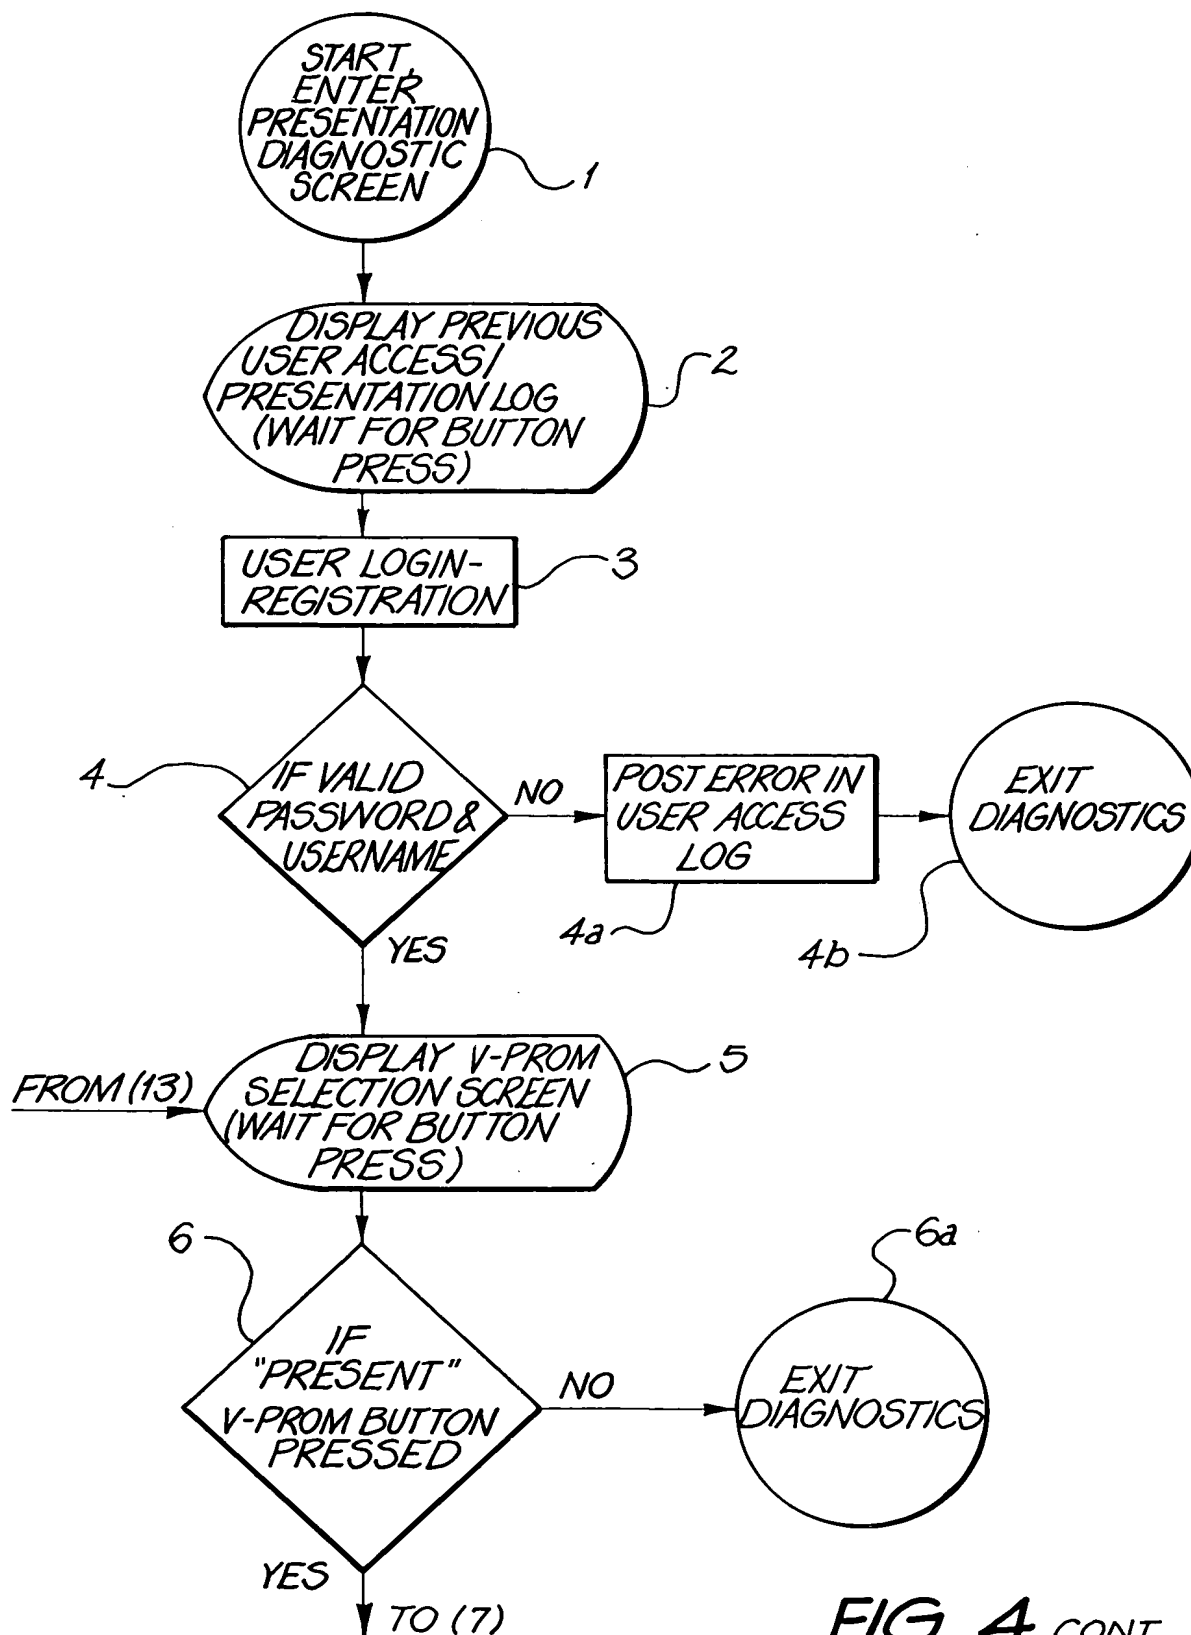 START,
ENTER
PRESENTATION
DIAGNOSTIC
SCREEN
1
DISPLAY PREVIOUS
USER ACCESS/
PRESENTATION LOG
(WAIT FOR BUTTON
PRESS)
2
USER LOGIN-
REGISTRATION
3
4
IF VALID
PASSWORD &
USERNAME
NO
POST ERROR IN
USER ACCESS
LOG
4a
EXIT
DIAGNOSTICS
4b
YES
FROM (13)
DISPLAY V-PROM
SELECTION SCREEN
(WAIT FOR BUTTON
PRESS)
5
6
IF
"PRESENT"
V-PROM BUTTON
PRESSED
NO
6a
EXIT
DIAGNOSTICS
YES
TO (7)
FIG. 4 CONT.